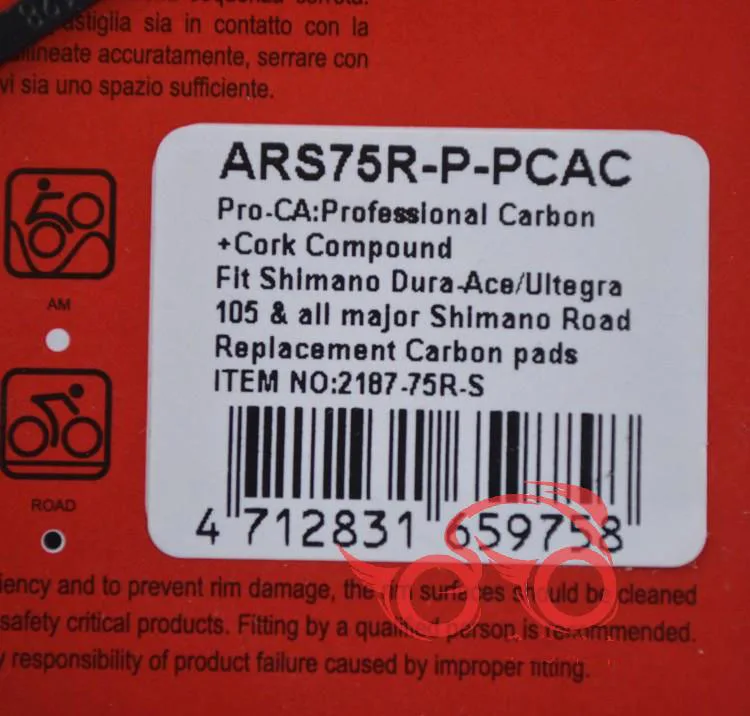 sia in contatto con la
accuratamente, serrare con
vi sia uno spazio sufficiente.
ARS75R-P-PCAC
Pro-CA:Professional Carbon
+Cork Compound
Fit Shimano Dura-Ace/Ultegra
105 & all major Shimano Road
Replacement Carbon pads
ITEM NO:2187-75R-S
4 712831 659758
AM
ROAD
and to prevent rim damage, the rim surfaces should be cleaned
safety critical products. Fitting by a qualified person is recommended.
responsibility of product failure caused by improper fitting.